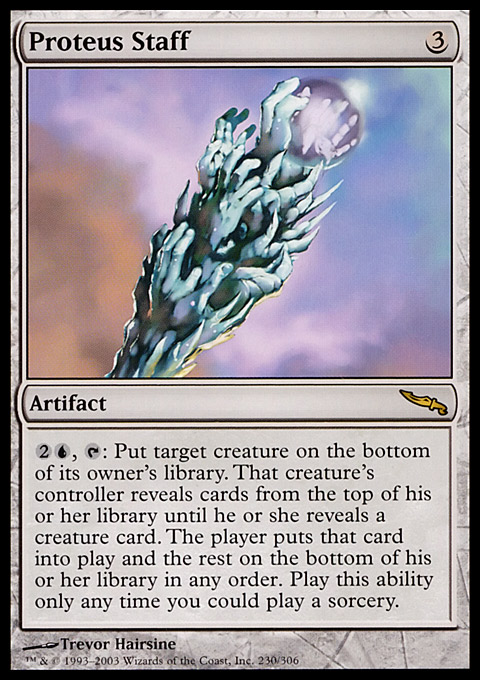 Proteus Staff 3
Artifact
2, : Put target creature on the bottom
of its owner's library. That creature's
controller reveals cards from the top of his
or her library until he or she reveals a
creature card. The player puts that card
into play and the rest on the bottom of his
or her library in any order. Play this ability
only any time you could play a sorcery.
Trevor Hairsine
™ & © 1993–2003 Wizards of the Coast, Inc. 230/306